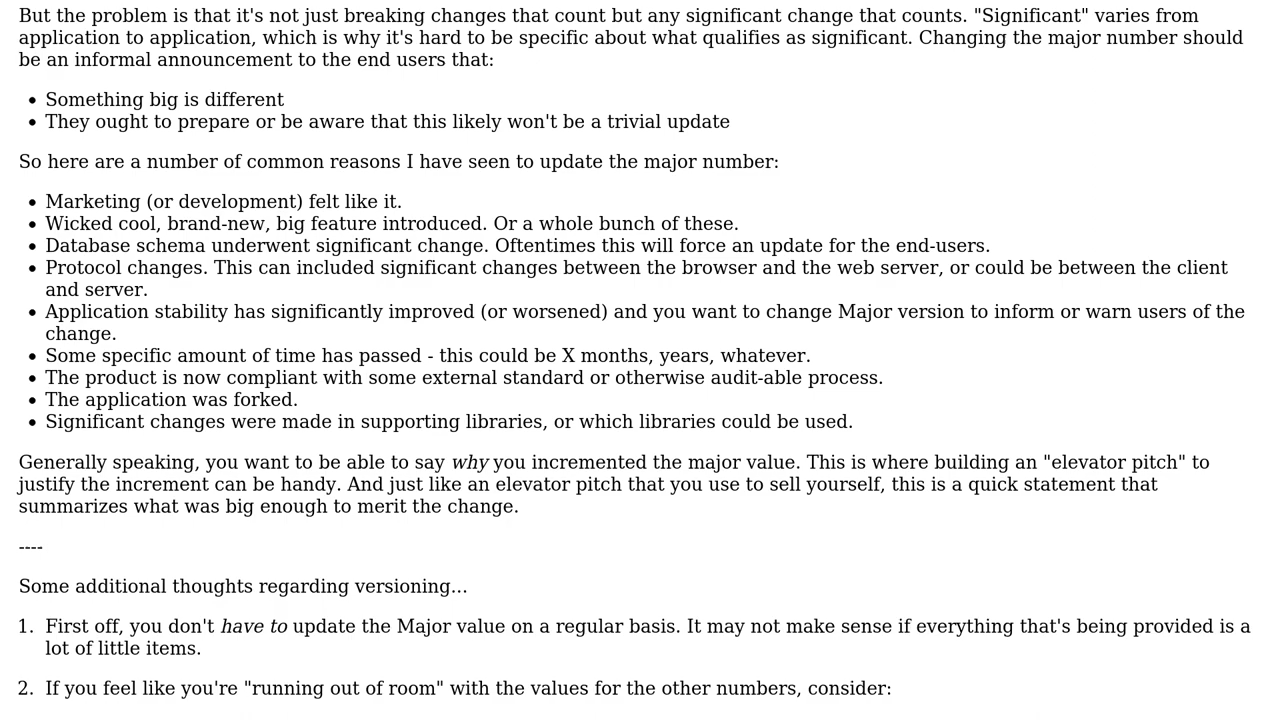 But the problem is that it's not just breaking changes that count but any significant change that counts. "Significant" varies from
application to application, which is why it's hard to be specific about what qualifies as significant. Changing the major number should
be an informal announcement to the end users that:
• Something big is different
• They ought to prepare or be aware that this likely won't be a trivial update
So here are a number of common reasons I have seen to update the major number:
• Marketing (or development) felt like it.
• Wicked cool, brand-new, big feature introduced. Or a whole bunch of these.
• Database schema underwent significant change. Oftentimes this will force an update for the end-users.
• Protocol changes. This can included significant changes between the browser and the web server, or could be between the client
and server.
• Application stability has significantly improved (or worsened) and you want to change Major version to inform or warn users of the
change.
• Some specific amount of time has passed - this could be X months, years, whatever.
• The product is now compliant with some external standard or otherwise audit-able process.
• The application was forked.
• Significant changes were made in supporting libraries, or which libraries could be used.
Generally speaking, you want to be able to say why you incremented the major value. This is where building an "elevator pitch" to
justify the increment can be handy. And just like an elevator pitch that you use to sell yourself, this is a quick statement that
summarizes what was big enough to merit the change.
----
Some additional thoughts regarding versioning...
1. First off, you don't have to update the Major value on a regular basis. It may not make sense if everything that's being provided is a
lot of little items.
2. If you feel like you're "running out of room" with the values for the other numbers, consider: